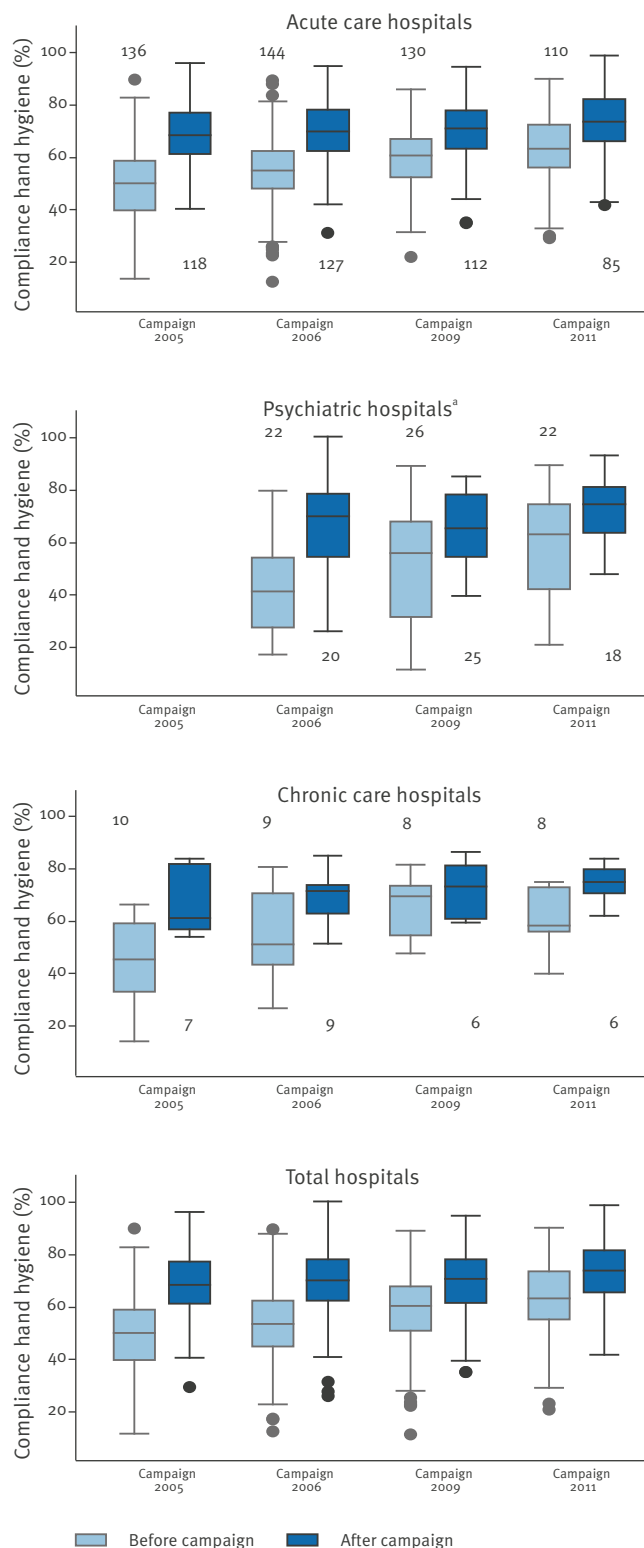 Acute care hospitals
Compliance hand hygiene (%)
100
80
60
40
20
136
144
130
110
118
127
112
85
Campaign
2005
Campaign
2006
Campaign
2009
Campaign
2011
Psychiatric hospitalsª
Compliance hand hygiene (%)
100
80
60
40
20
22
26
22
20
25
18
Campaign
2005
Campaign
2006
Campaign
2009
Campaign
2011
Chronic care hospitals
Compliance hand hygiene (%)
100
80
60
40
20
10
9
8
8
7
9
6
6
Campaign
2005
Campaign
2006
Campaign
2009
Campaign
2011
Total hospitals
Compliance hand hygiene (%)
100
80
60
40
20
Campaign
2005
Campaign
2006
Campaign
2009
Campaign
2011
Before campaign
After campaign